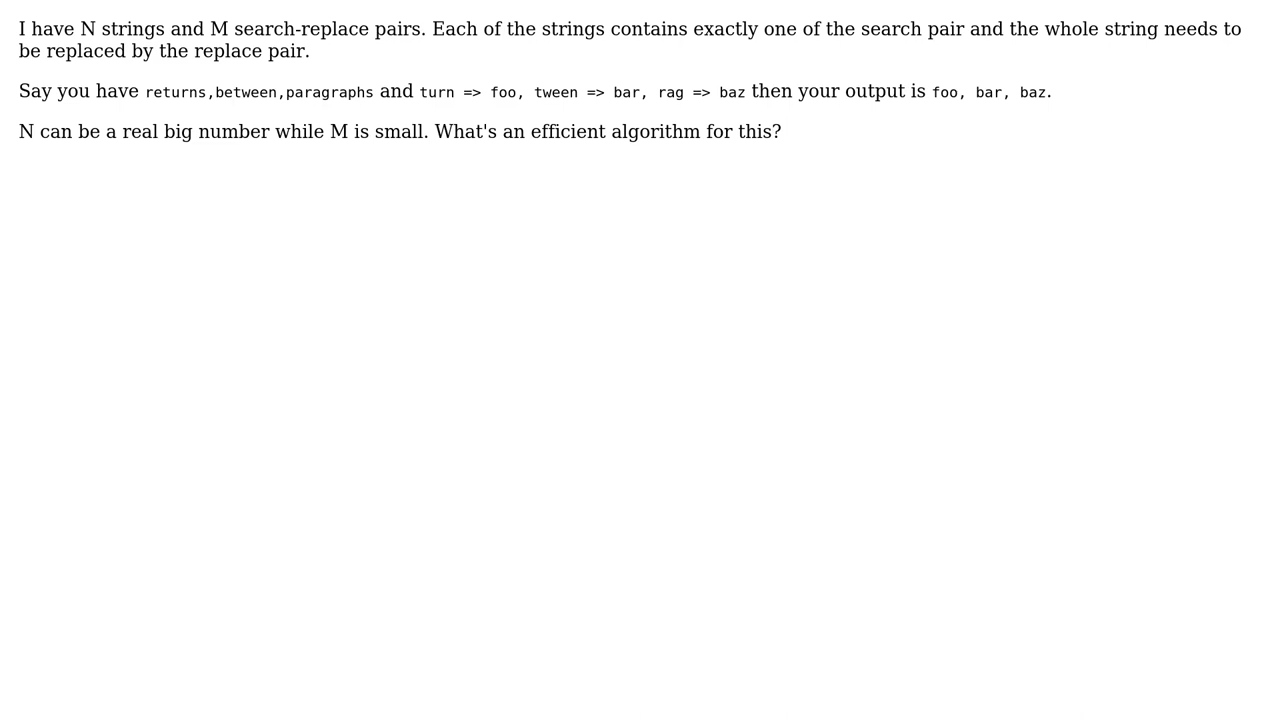 I have N strings and M search-replace pairs. Each of the strings contains exactly one of the search pair and the whole string needs to
be replaced by the replace pair.
Say you have returns,between,paragraphs and turn => foo, tween => bar, rag => baz then your output is foo, bar, baz.
N can be a real big number while M is small. What's an efficient algorithm for this?